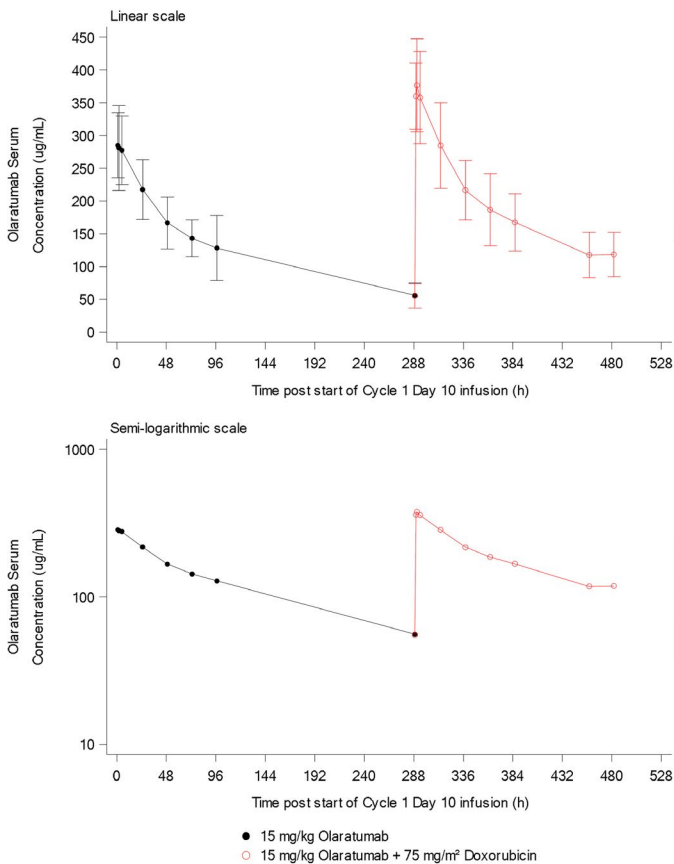 Linear scale
450
400
350
300
250
200
150
100
50
0
Olaratumab Serum
Concentration (ug/mL)
0 48 96 144 192 240 288 336 384 432 480 528
Time post start of Cycle 1 Day 10 infusion (h)
Semi-logarithmic scale
1000
100
10
Olaratumab Serum
Concentration (ug/mL)
0 48 96 144 192 240 288 336 384 432 480 528
Time post start of Cycle 1 Day 10 infusion (h)
15 mg/kg Olaratumab
15 mg/kg Olaratumab + 75 mg/m² Doxorubicin